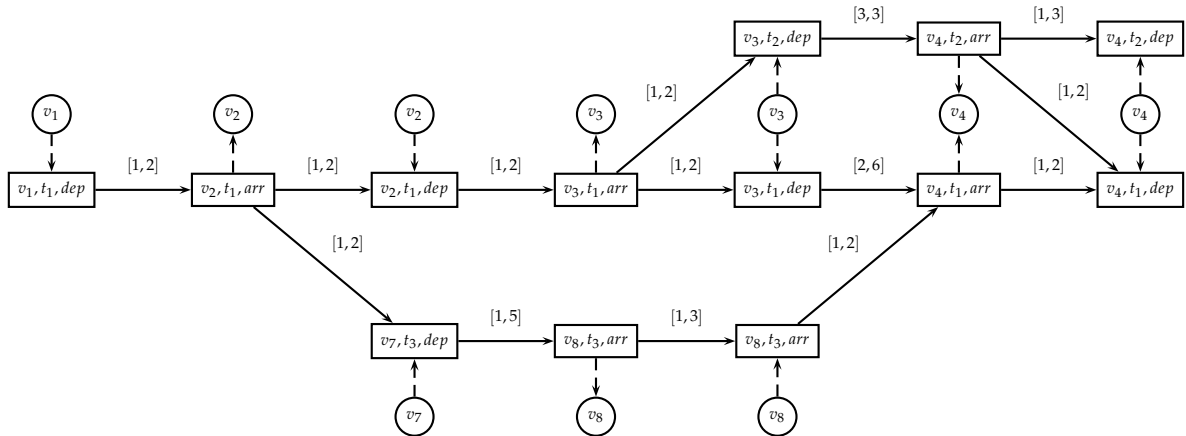 [3, 3]
[1, 3]
v3, t2, dep
v4, t2, arr
v4, t2, dep
[1, 2]
[1, 2]
v1
v2
v2
v3
v3
v4
v4
[1, 2]
[1, 2]
[1, 2]
[1, 2]
[2, 6]
[1, 2]
v1, t1, dep
v2, t1, arr
v2, t1, dep
v3, t1, arr
v3, t1, dep
v4, t1, arr
v4, t1, dep
[1, 2]
[1, 2]
[1, 5]
[1, 3]
v7, t3, dep
v8, t3, arr
v8, t3, arr
v7
v8
v8